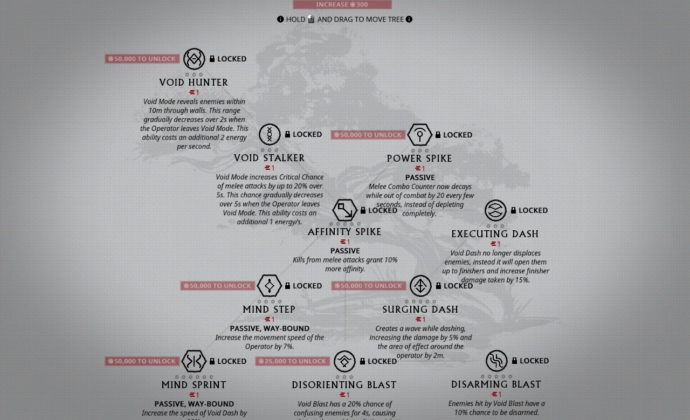 INCREASE 500
HOLD AND DRAG TO MOVE TREE
50,000 TO UNLOCK
LOCKED
VOID HUNTER
1
Void Mode reveals enemies within
10m through walls. This range
gradually decreases over 2s when
the Operator leaves Void Mode. This
ability costs an additional 2 energy
per second.
LOCKED
VOID STALKER
1
Void Mode increases Critical Chance
of melee attacks by up to 20% over
5s. This chance gradually decreases
over 5s when the Operator leaves
Void Mode. This ability costs an
additional 1 energy/s.
50,000 TO UNLOCK
LOCKED
POWER SPIKE
1
PASSIVE
Melee Combo Counter now decays
while out of combat by 20 every few
seconds, instead of depleting
completely.
LOCKED
AFFINITY SPIKE
1
PASSIVE
Kills from melee attacks grant 10%
more affinity.
LOCKED
EXECUTING DASH
1
Void Dash no longer displaces
enemies, instead it will open them
up to finishers and increase finisher
damage taken by 15%.
50,000 TO UNLOCK
LOCKED
MIND STEP
1
PASSIVE, WAY-BOUND
Increase the movement speed of the
Operator by 7%.
50,000 TO UNLOCK
LOCKED
SURGING DASH
1
Creates a wave while dashing,
increasing the damage by 5% and
the area of effect around the
operator by 2m.
50,000 TO UNLOCK
LOCKED
MIND SPRINT
1
PASSIVE, WAY-BOUND
Increase the speed of Void Dash by
25,000 TO UNLOCK
LOCKED
DISORIENTING BLAST
1
Void Blast has a 20% chance of
confusing enemies for 4s, causing
LOCKED
DISARMING BLAST
1
Enemies hit by Void Blast have a
10% chance to be disarmed.